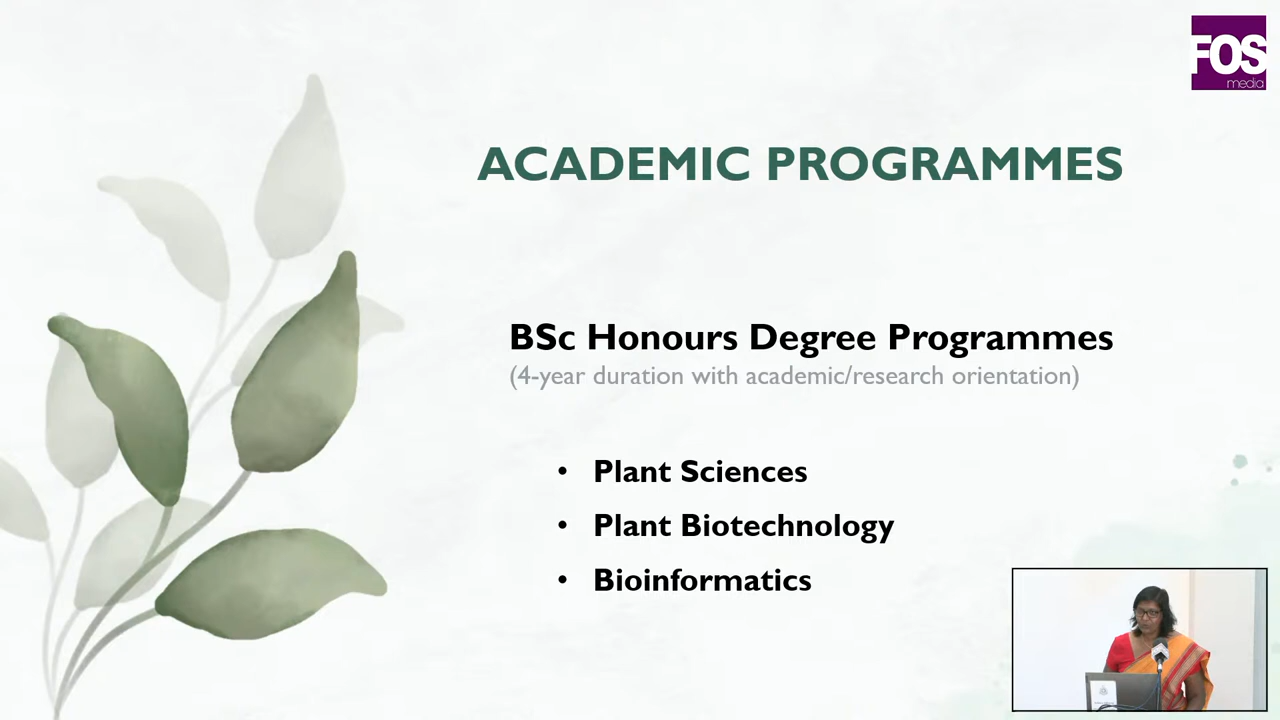 FOS
media
ACADEMIC PROGRAMMES
BSc Honours Degree Programmes
(4-year duration with academic/research orientation)
• Plant Sciences
• Plant Biotechnology
• Bioinformatics